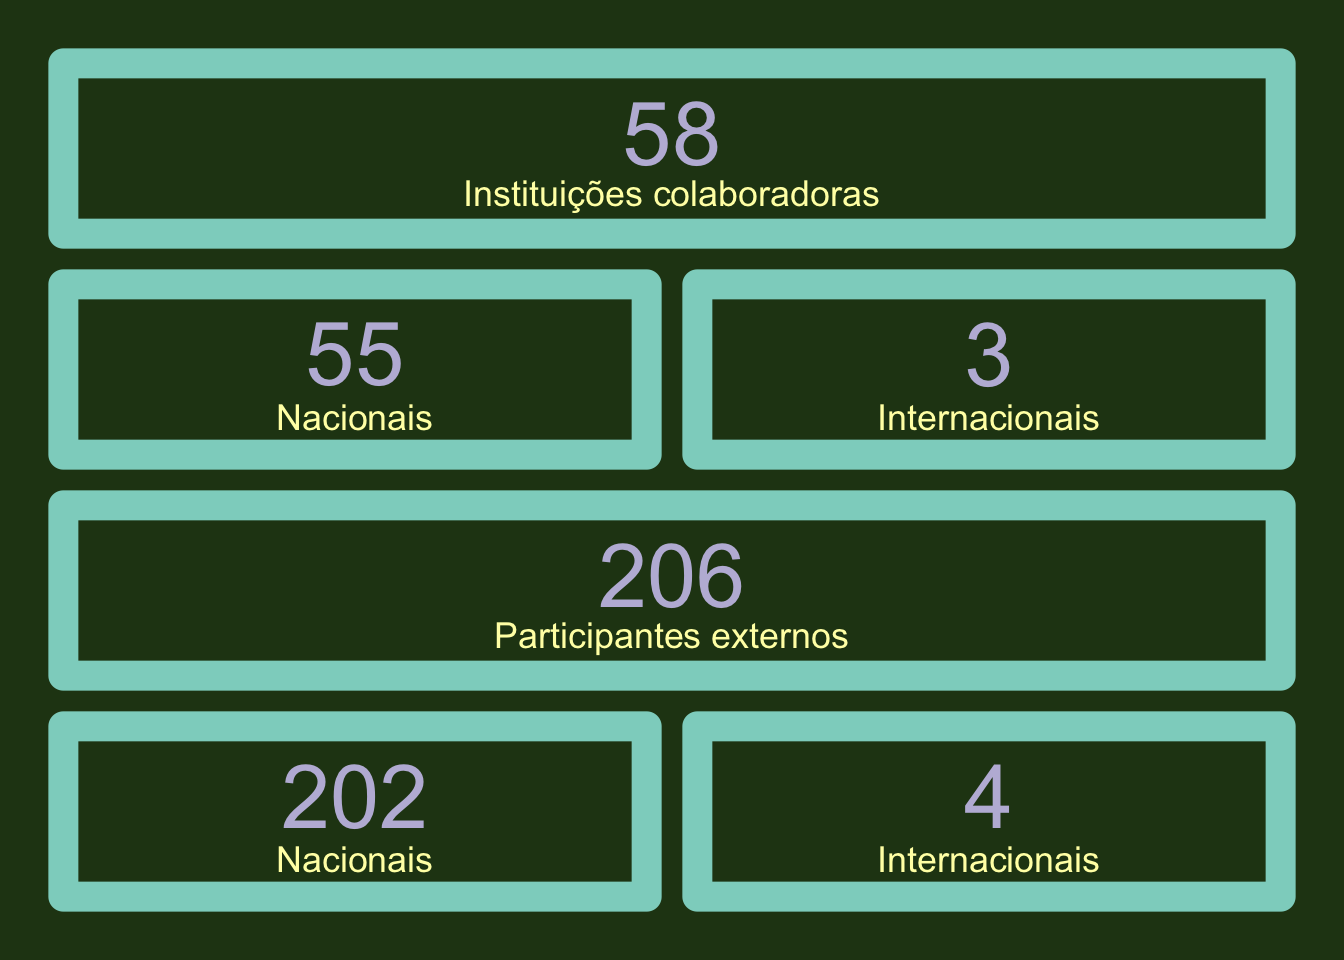 58
Instituições colaboradoras
55
Nacionais
3
Internacionais
206
Participantes externos
202
Nacionais
4
Internacionais